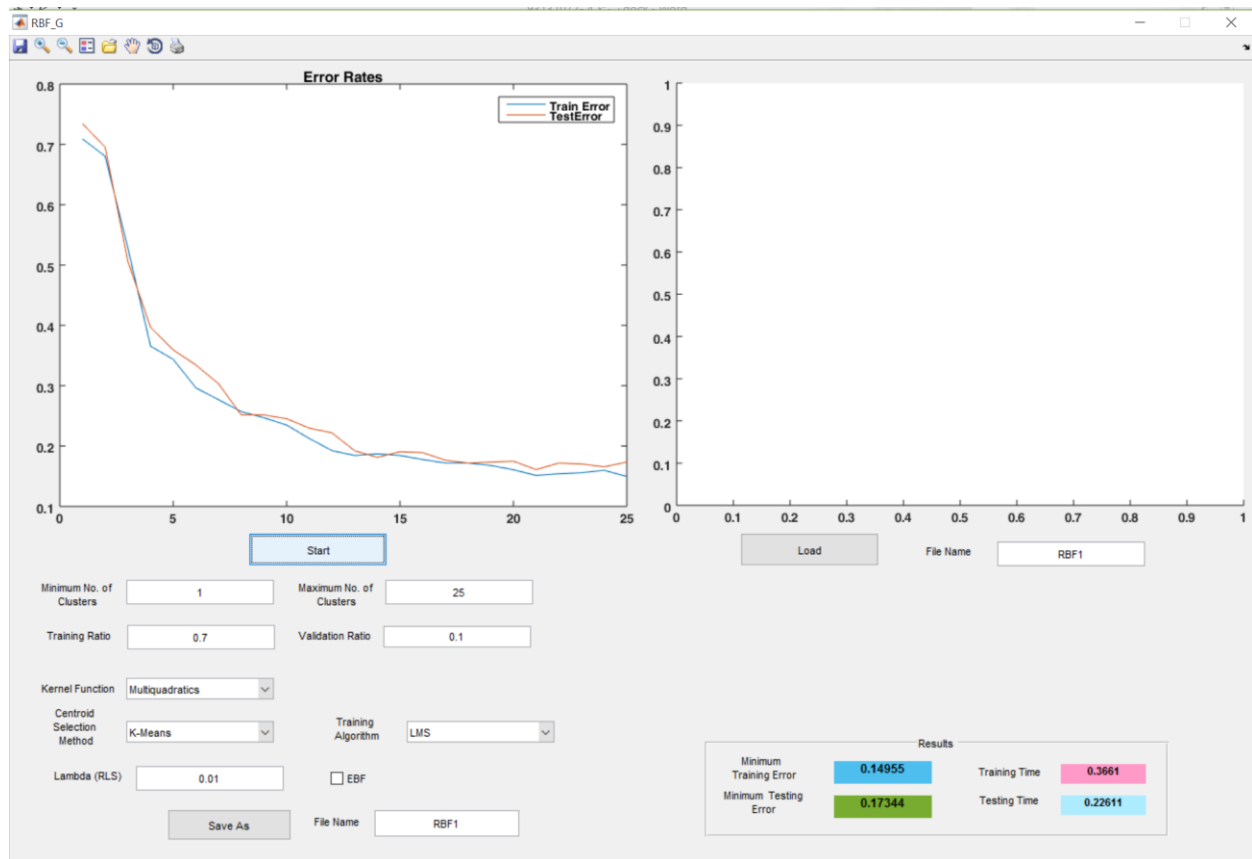 RBF_G
Error Rates
Train Error
TestError
0.8
0.7
0.6
0.5
0.4
0.3
0.2
0.1
0 5 10 15 20 25
1
0.9
0.8
0.7
0.6
0.5
0.4
0.3
0.2
0.1
0
0 0.1 0.2 0.3 0.4 0.5 0.6 0.7 0.8 0.9 1
Start
Load File Name RBF1
Minimum No. of
Clusters
1
Maximum No. of
Clusters
25
Training Ratio 0.7 Validation Ratio 0.1
Kernel Function Multiquadratics
Centroid
Selection
Method
K-Means
Training
Algorithm
LMS
Lambda (RLS) 0.01 EBF
Save As File Name RBF1
Results
Minimum
Training Error
0.14955
Training Time 0.3661
Minimum Testing
Error
0.17344
Testing Time 0.22611